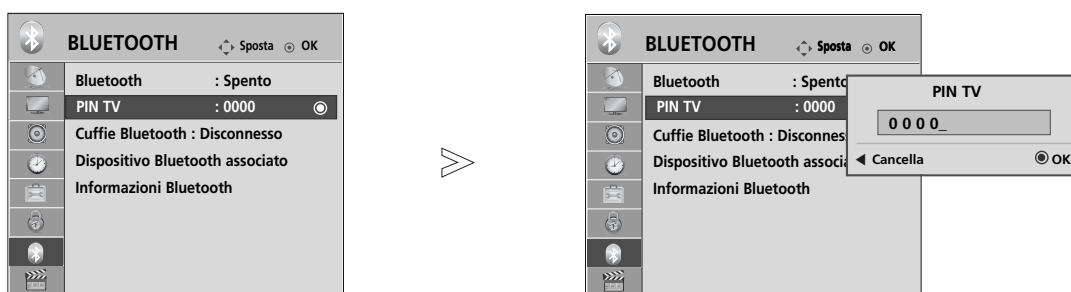 BLUETOOTH Sposta OK
Bluetooth : Spento
PIN TV : 0000
Cuffie Bluetooth : Disconnesso
Dispositivo Bluetooth associato
Informazioni Bluetooth
BLUETOOTH Sposta OK
Bluetooth : Spento
PIN TV : 0000
Cuffie Bluetooth : Disconnes
Dispositivo Bluetooth associa
Informazioni Bluetooth
PIN TV
0 0 0 0_
Cancella OK